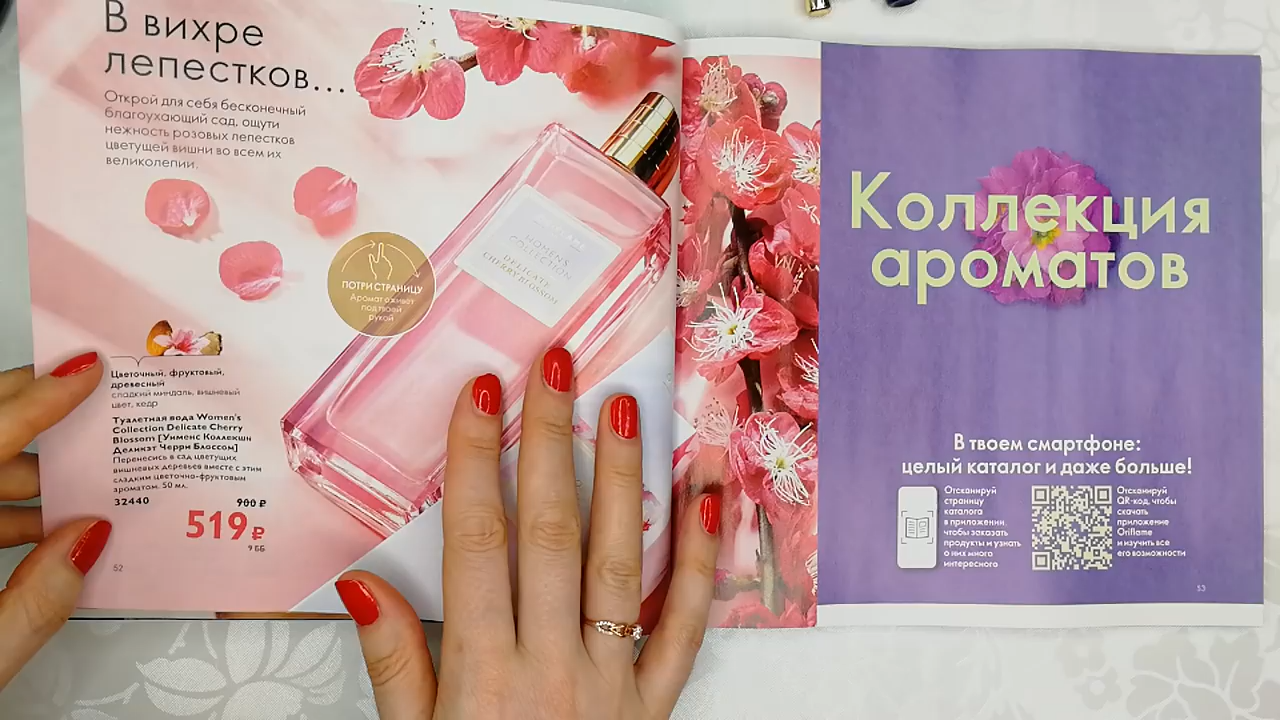 В вихре
лепестков...
Открой для себя бесконечный
благоухающий сад, ощути
нежность розовых лепестков
цветущей вишни во всем их
великолепии.
WOMEN'S
COLLECTION
DELICATE
CHERRY BLOSSOM
ПОТРИ СТРАНИЦУ
Аромат оживет
под твоей
рукой
Цветочный, фруктовый,
древесный
сладкий миндаль, вишневый
цвет, кедр
Туалетная вода Women's
Collection Delicate Cherry
Blossom [Уименс Коллекшн
Деликэт Черри Блоссом]
Перенесись в сад цветущих
вишневых деревьев вместе с этим
сладким цветочно-фруктовым
ароматом. 50 мл.
32440 900 ₽
519 ₽
9 ББ
52
Коллекция
ароматов
В твоем смартфоне:
целый каталог и даже больше!
Отсканируй
страницу
каталога
в приложении,
чтобы заказать
продукты и узнать
о них много
интересного
Отсканируй
QR-код, чтобы
скачать
приложение
Oriflame
и изучить все
его возможности
53